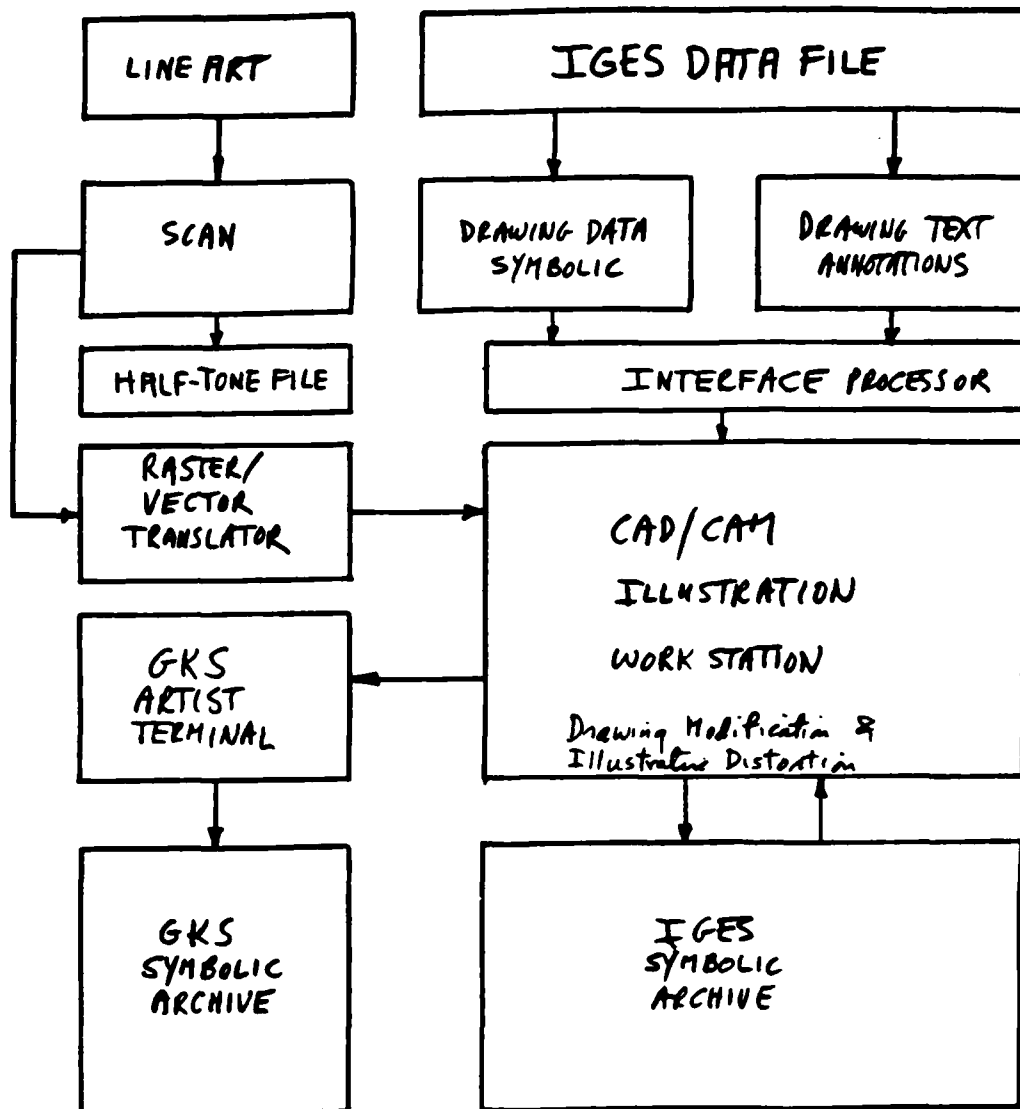 LINE ART
IGES DATA FILE
SCAN
DRAWING DATA
SYMBOLIC
DRAWING TEXT
ANNOTATIONS
HALF-TONE FILE
INTERFACE PROCESSOR
RASTER/
VECTOR
TRANSLATOR
CAD/CAM
ILLUSTRATION
WORK STATION
Drawing Modification &
Illustrative Distortion
GKS
ARTIST
TERMINAL
GKS
SYMBOLIC
ARCHIVE
IGES
SYMBOLIC
ARCHIVE